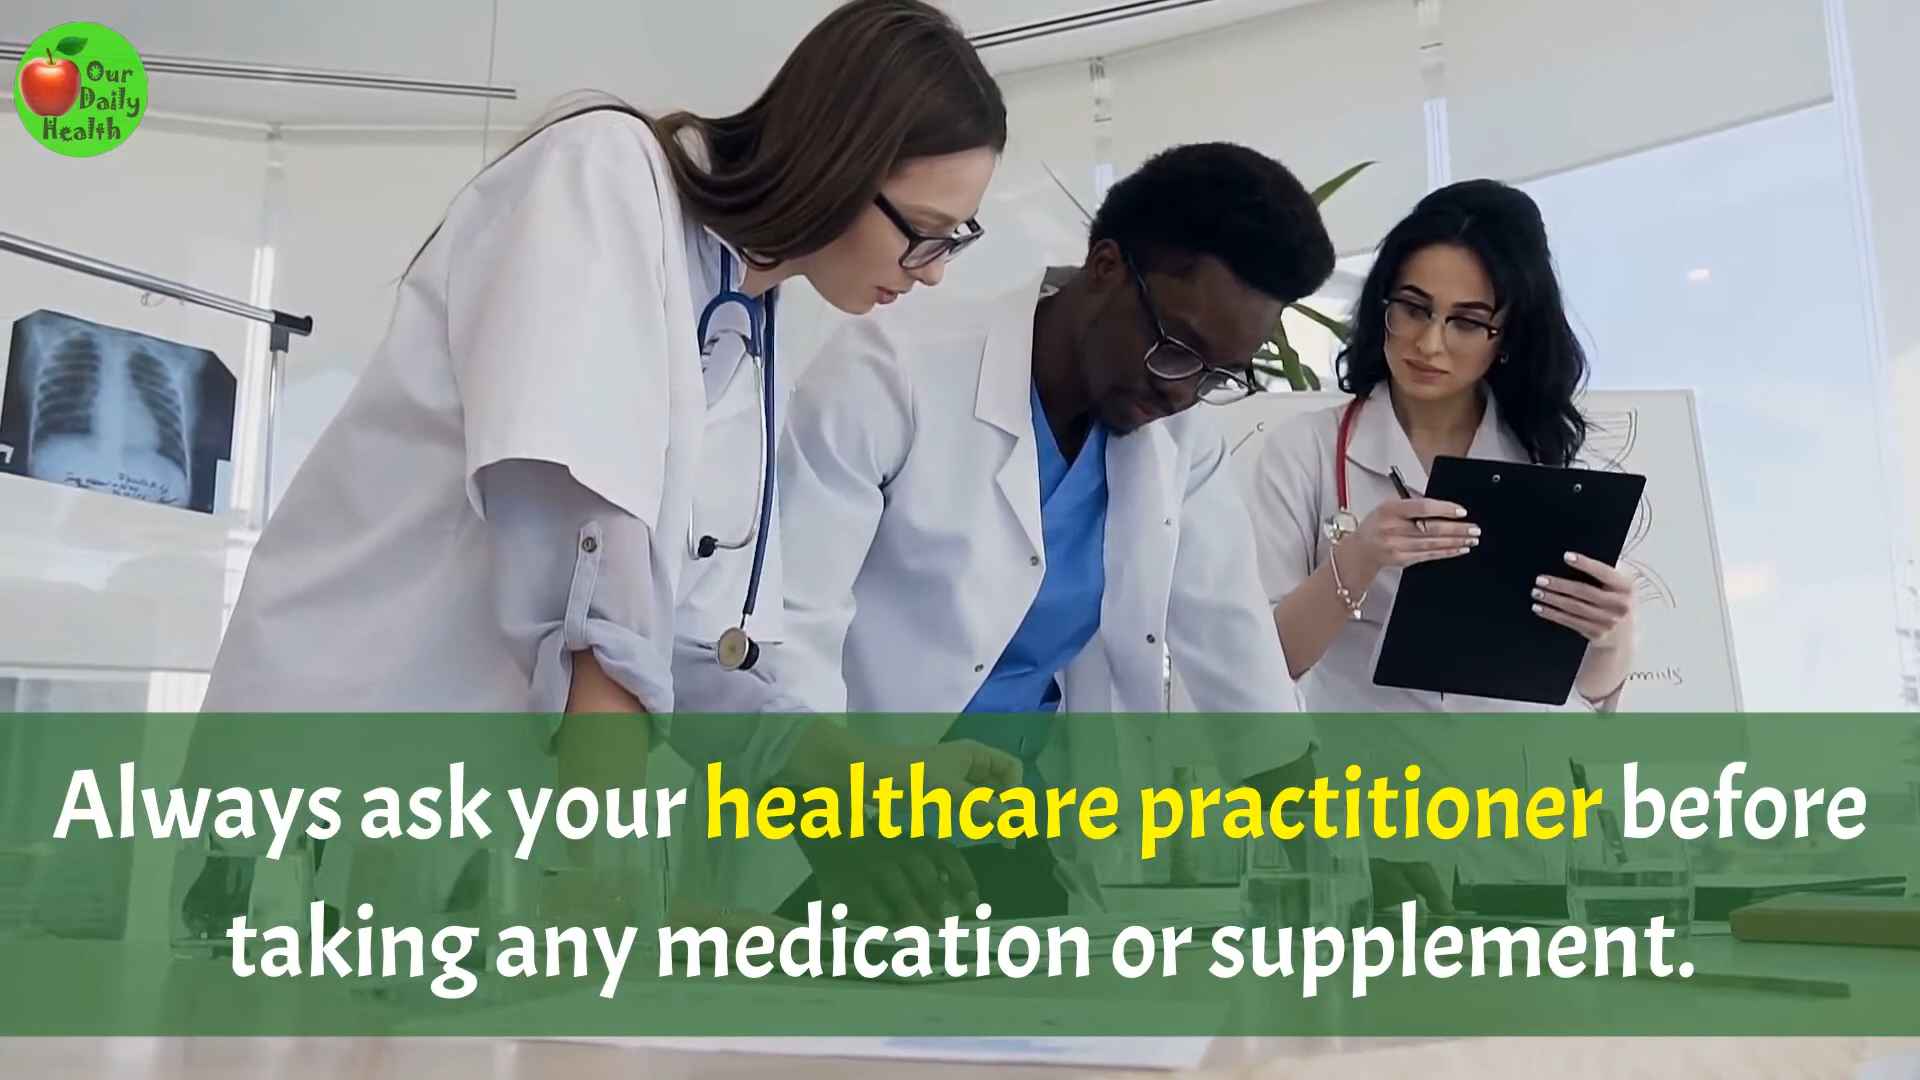 Our
Daily
Health
c
Always ask your healthcare practitioner before
taking any medication or supplement.